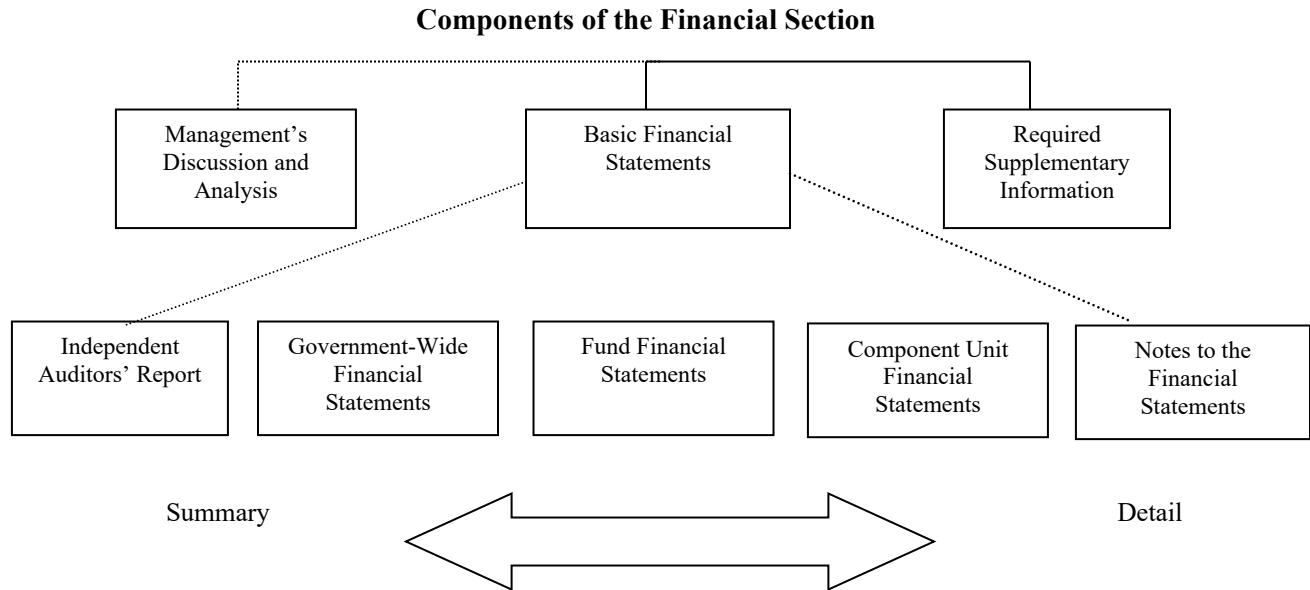 Components of the Financial Section
Management’s
Discussion and
Analysis
Basic Financial
Statements
Required
Supplementary
Information
Independent
Auditors’ Report
Government-Wide
Financial
Statements
Fund Financial
Statements
Component Unit
Financial
Statements
Notes to the
Financial
Statements
Summary
Detail